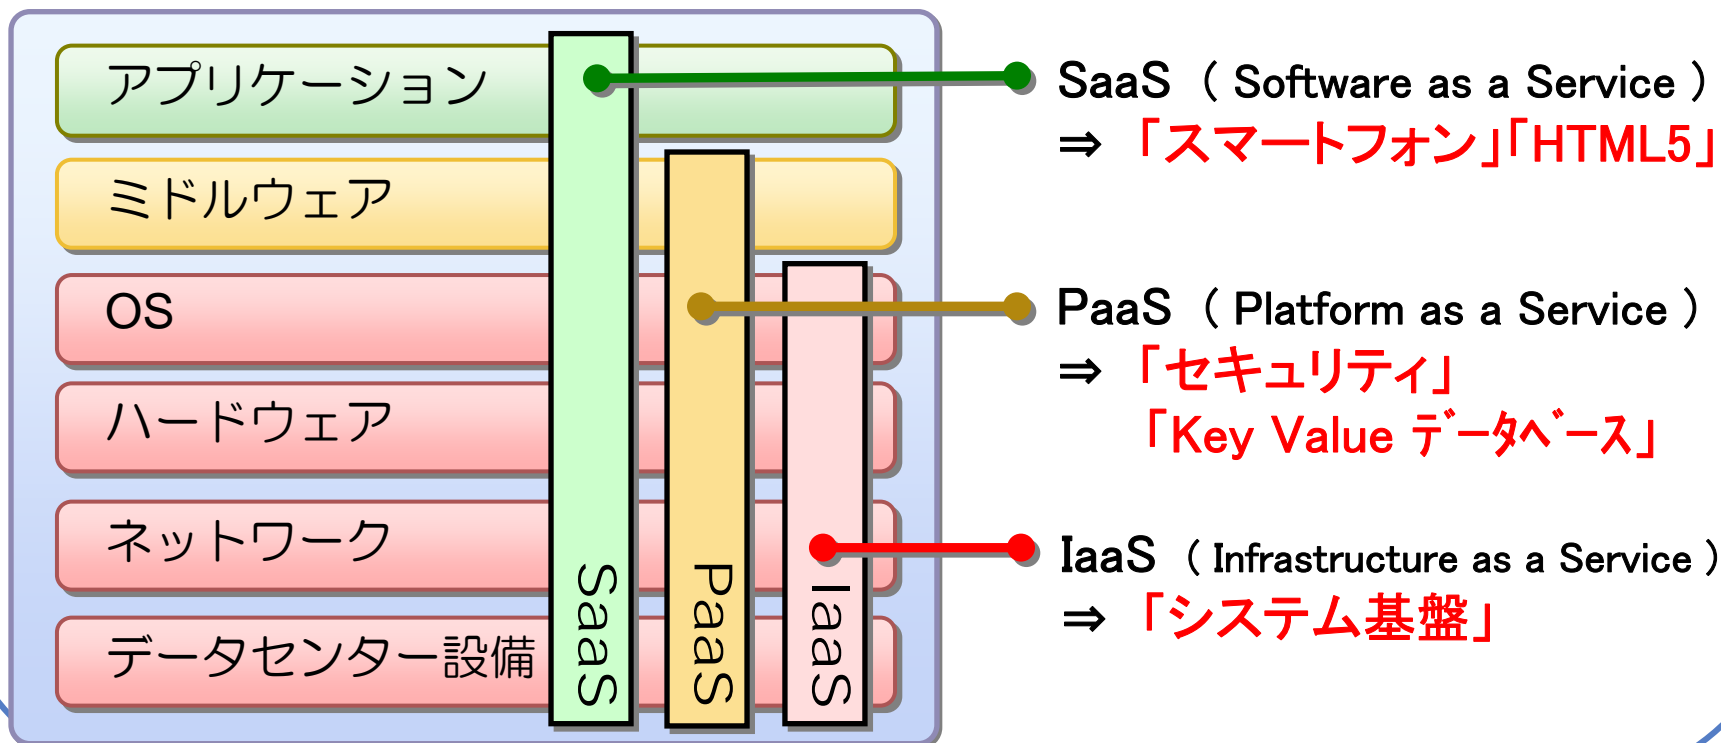 アプリケーション
ミドルウェア
OS
ハードウェア
ネットワーク
データセンター設備
SaaS
PaaS
IaaS
SaaS ( Software as a Service )
⇒ 「スマートフォン」「HTML5」
PaaS ( Platform as a Service )
⇒ 「セキュリティ」
「Key Value データベース」
IaaS ( Infrastructure as a Service )
⇒ 「システム基盤」